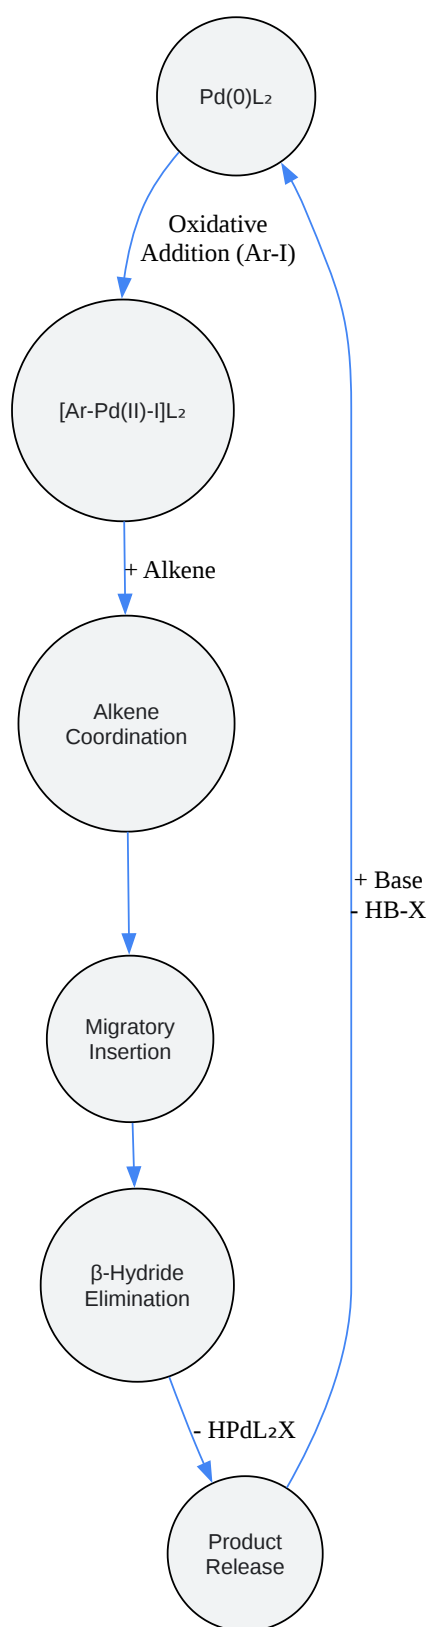 Pd(0)L₂
Oxidative
Addition (Ar-I)
[Ar-Pd(II)-I]L₂
+ Alkene
Alkene
Coordination
+ Base
- HB-X
Migratory
Insertion
β-Hydride
Elimination
- HPdL₂X
Product
Release